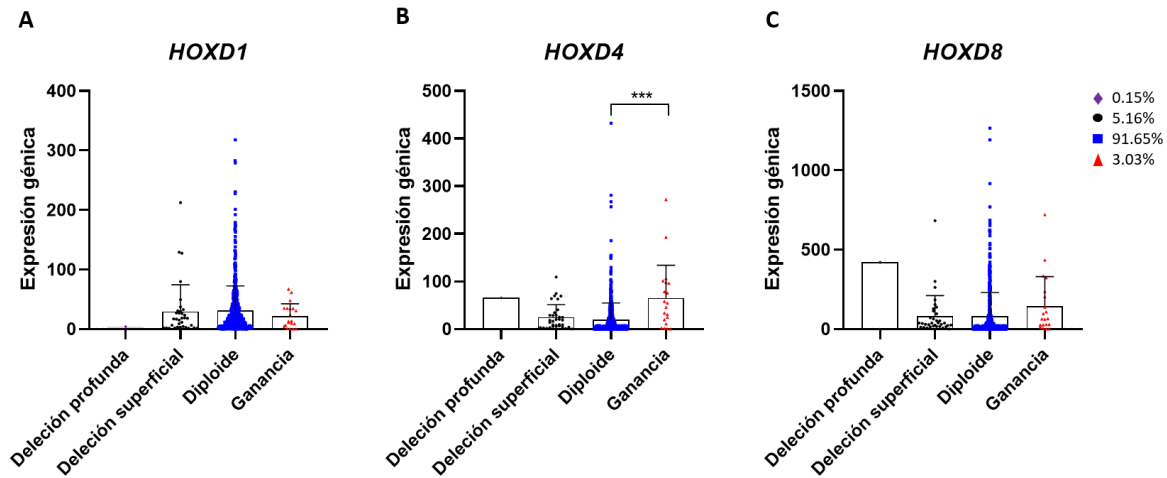 A
HOXD1
Expresión génica
400
300
200
100
0
Deleción profunda
Deleción superficial
Diploide
Ganancia
B
HOXD4
Expresión génica
500
400
300
200
100
0
***
Deleción profunda
Deleción superficial
Diploide
Ganancia
C
HOXD8
Expresión génica
1500
1000
500
0
Deleción profunda
Deleción superficial
Diploide
Ganancia
0.15%
5.16%
91.65%
3.03%